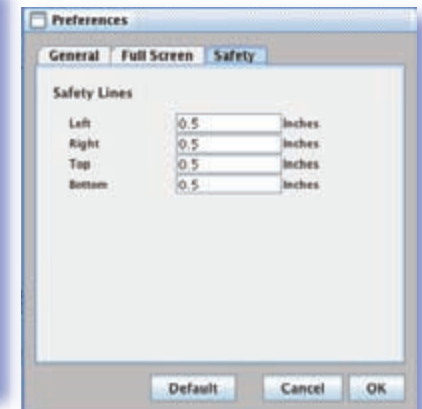 Preferences
General Full Screen Safety
Safety Lines
Left 0.5 Inches
Right 0.5 Inches
Top 0.5 Inches
Bottom 0.5 Inches
Default Cancel OK